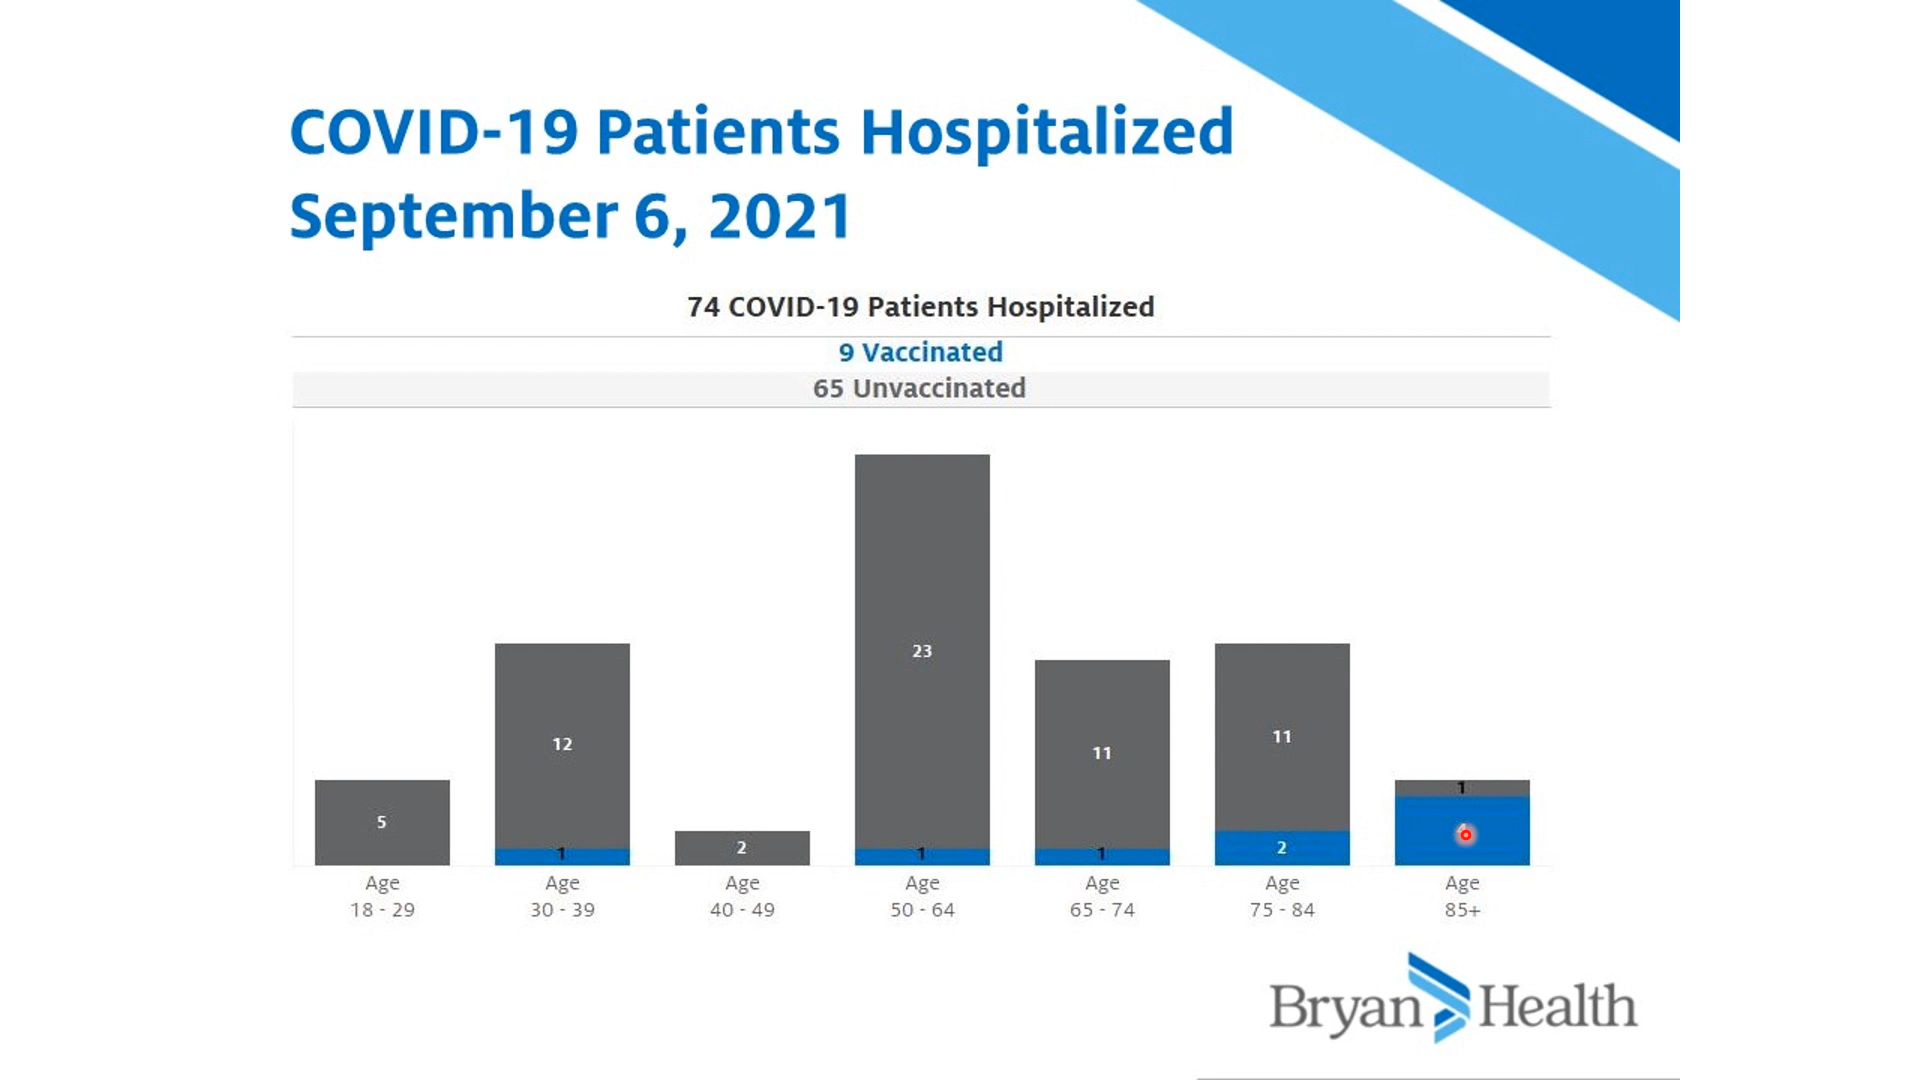 COVID-19 Patients Hospitalized
September 6, 2021
74 COVID-19 Patients Hospitalized
9 Vaccinated
65 Unvaccinated
5
12
1
2
23
1
11
1
11
2
1
Age
18 - 29
Age
30 - 39
Age
40 - 49
Age
50 - 64
Age
65 - 74
Age
75 - 84
Age
85+
Bryan Health